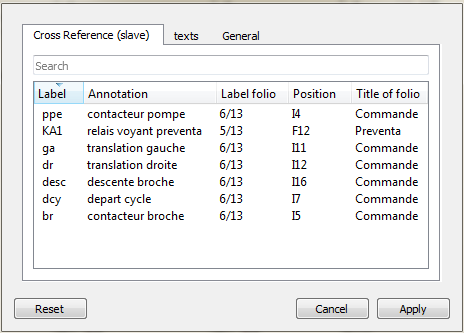 Cross Reference (slave) texts General
Search
Label Annotation Label folio Position Title of folio
ppe contacteur pompe 6/13 I4 Commande
KA1 relais voyant preventa 5/13 F12 Preventa
ga translation gauche 6/13 I11 Commande
dr translation droite 6/13 I12 Commande
desc descente broche 6/13 I16 Commande
dcy depart cycle 6/13 I7 Commande
br contacteur broche 6/13 I5 Commande
Reset Cancel Apply